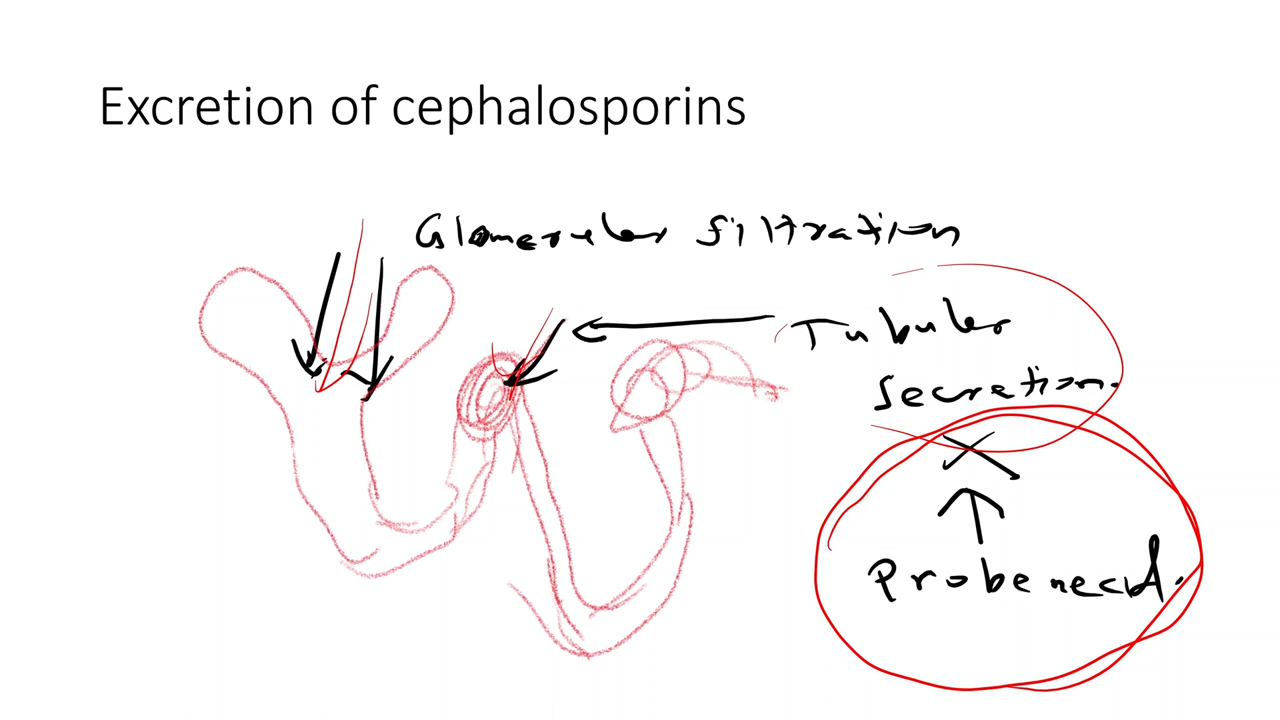 Excretion of cephalosporins
Glomerular filtration
Tubular
secretion.
Probenecid.